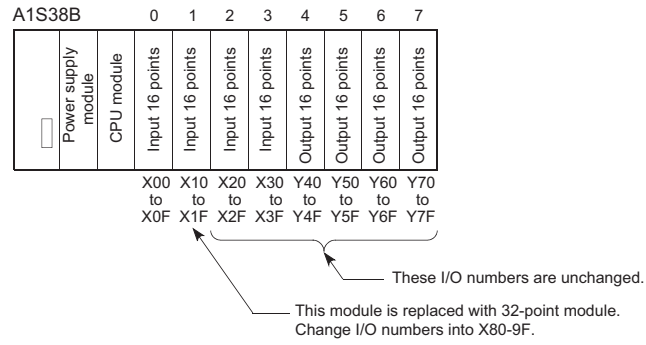 A1S38B
0 1 2 3 4 5 6 7
Power supply module
CPU module
Input 16 points
Input 16 points
Input 16 points
Input 16 points
Output 16 points
Output 16 points
Output 16 points
Output 16 points
X00 X10 X20 X30 Y40 Y50 Y60 Y70
to to to to to to to to
X0F X1F X2F X3F Y4F Y5F Y6F Y7F
These I/O numbers are unchanged.
This module is replaced with 32-point module.
Change I/O numbers into X80-9F.